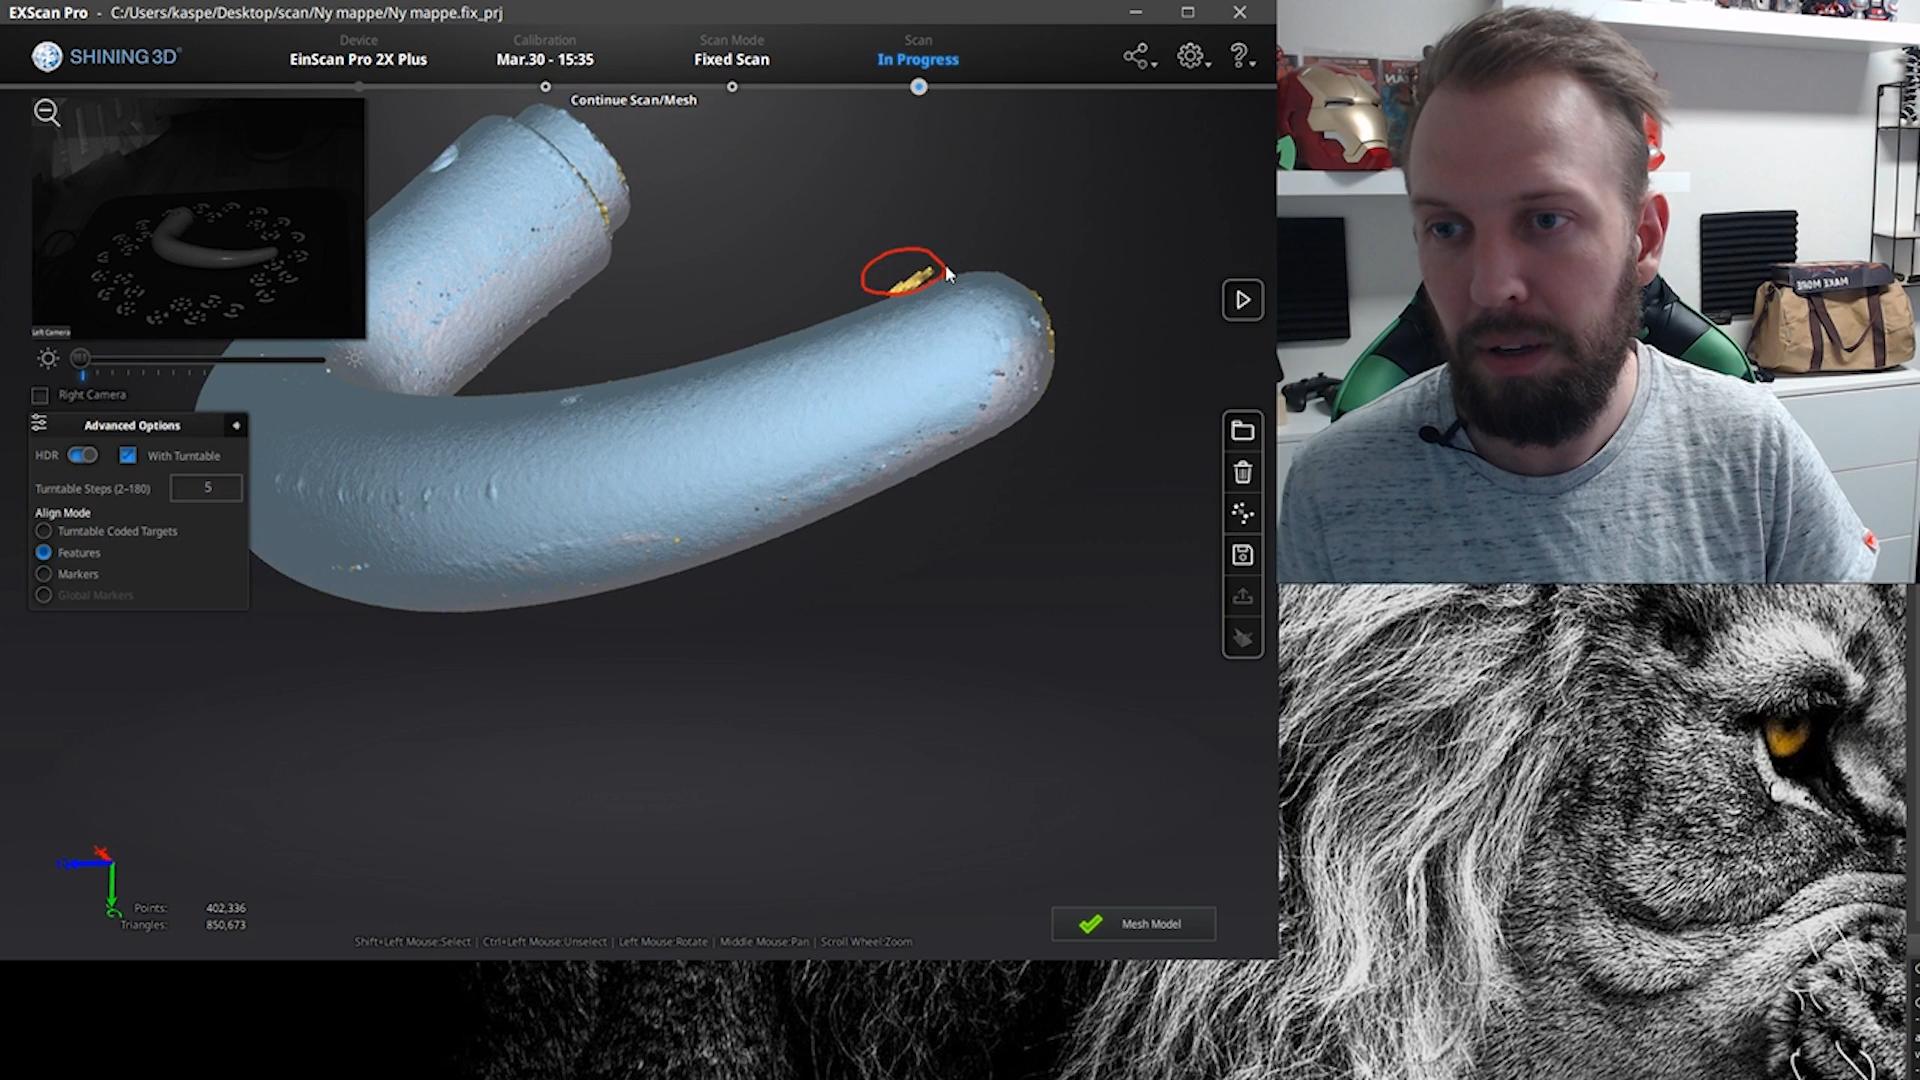 EXScan Pro - C:/Users/kaspe/Desktop/scan/Ny mappe/Ny mappe.fix_prj
SHINING 3D®
Device
EinScan Pro 2X Plus
Calibration
Mar.30 - 15:35
Scan Mode
Fixed Scan
Scan
In Progress
Continue Scan/Mesh
Left Camera
Right Camera
Advanced Options
HDR
With Turntable
Turntable Steps (2-180)
5
Align Mode
Turntable Coded Targets
Features
Markers
Global Markers
Points: 402,336
Triangles: 850,673
Shift+Left Mouse:Select | Ctrl+Left Mouse:Unselect | Left Mouse:Rotate | Middle Mouse:Pan | Scroll Wheel:Zoom
Mesh Model
MAKE MORE